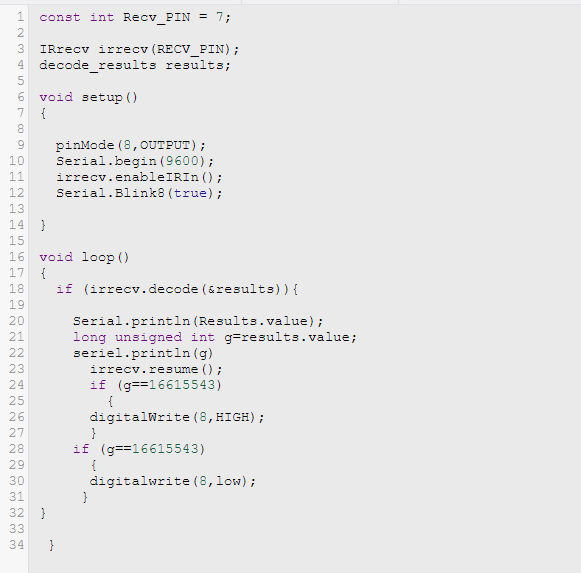 1 const int Recv_PIN = 7;
2
3 IRrecv irrecv(RECV_PIN);
4 decode_results results;
5
6 void setup()
7 {
8
9   pinMode(8,OUTPUT);
10   Serial.begin(9600);
11   irrecv.enableIRIn();
12   Serial.Blink8(true);
13
14 }
15
16 void loop()
17 {
18   if (irrecv.decode(&results)){
19
20     Serial.println(Results.value);
21     long unsigned int g=results.value;
22     seriel.println(g)
23       irrecv.resume();
24       if (g==16615543)
25         {
26       digitalWrite(8,HIGH);
27       }
28     if (g==16615543)
29       {
30       digitalwrite(8,low);
31      }
32 }
33
34  }